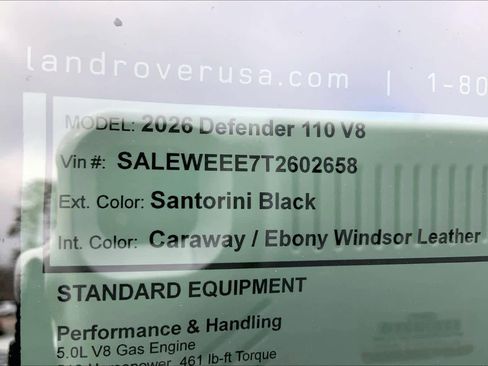 landroverusa.com | 1-80
MODEL: 2026 Defender 110 V8
Vin #: SALEWEEE7T2602658
Ext. Color: Santorini Black
Int. Color: Caraway / Ebony Windsor Leather
STANDARD EQUIPMENT
Performance & Handling
5.0L V8 Gas Engine
Horsepower, 461 lb-ft Torque